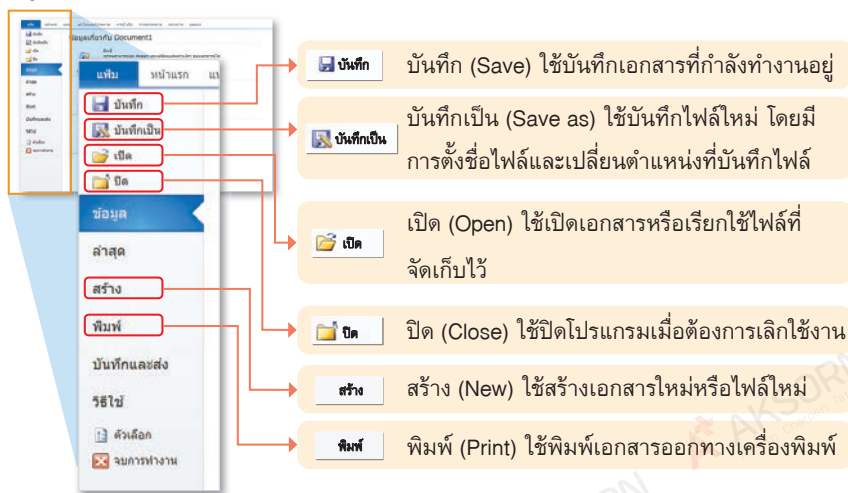 ข้อมูลเกี่ยวกับ Document1
แฟ้ม หน้าแรก
บันทึก
บันทึกเป็น
เปิด
ปิด
ข้อมูล
ล่าสุด
สร้าง
พิมพ์
บันทึกและส่ง
วิธีใช้
ตัวเลือก
จบการทำงาน
บันทึก บันทึก (Save) ใช้บันทึกเอกสารที่กำลังทำงานอยู่
บันทึกเป็น บันทึกเป็น (Save as) ใช้บันทึกไฟล์ใหม่ โดยมี
การตั้งชื่อไฟล์และเปลี่ยนตำแหน่งที่บันทึกไฟล์
เปิด เปิด (Open) ใช้เปิดเอกสารหรือเรียกใช้ไฟล์ที่
จัดเก็บไว้
ปิด ปิด (Close) ใช้ปิดโปรแกรมเมื่อต้องการเลิกใช้งาน
สร้าง สร้าง (New) ใช้สร้างเอกสารใหม่หรือไฟล์ใหม่
พิมพ์ พิมพ์ (Print) ใช้พิมพ์เอกสารออกทางเครื่องพิมพ์